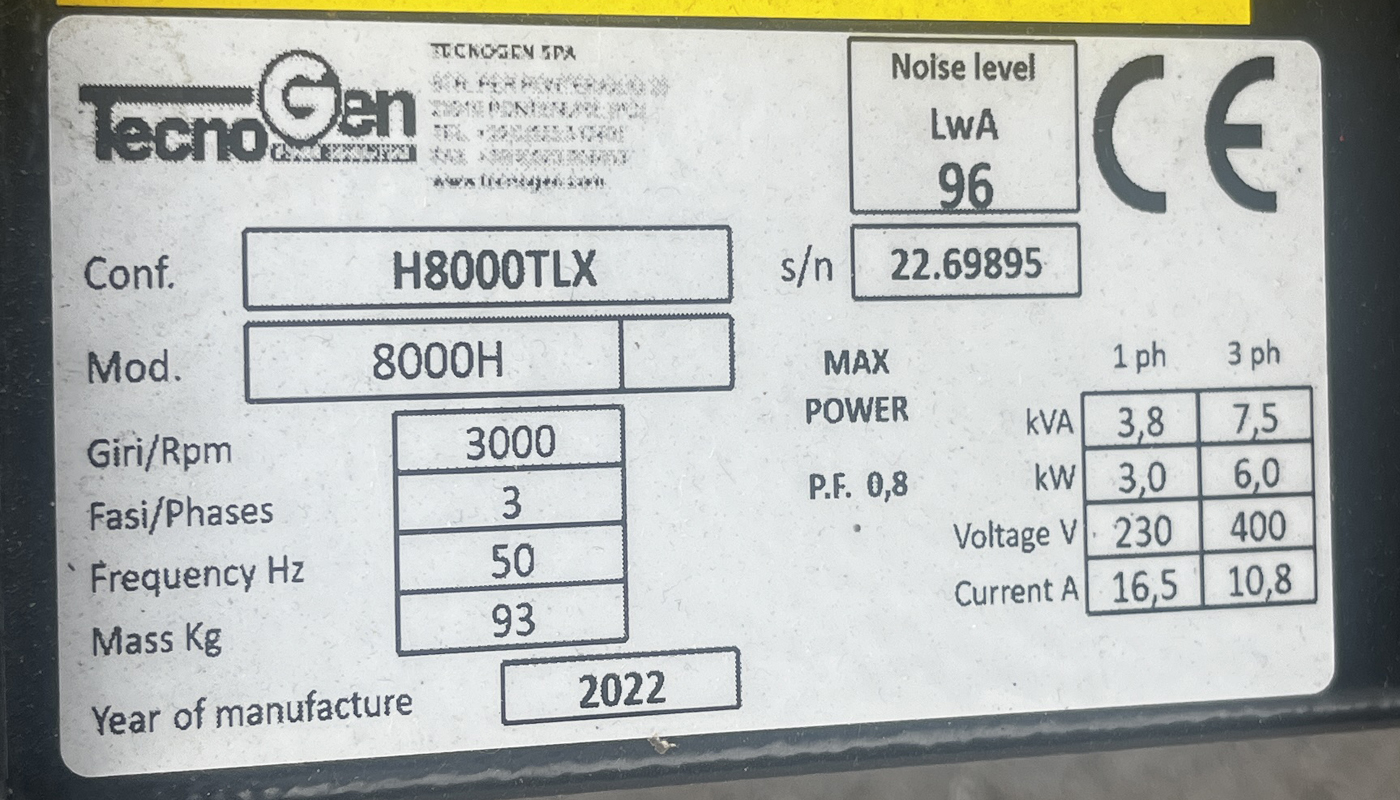 TecnoGen
TECNOGEN SPA
www.tecnogen.com
Noise level
LwA
96
CE
Conf. H8000TLX
s/n 22.69895
Mod. 8000H
Giri/Rpm 3000
Fasi/Phases 3
Frequency Hz 50
Mass Kg 93
Year of manufacture 2022
MAX
POWER
P.F. 0,8
1 ph 3 ph
kVA 3,8 7,5
kW 3,0 6,0
Voltage V 230 400
Current A 16,5 10,8